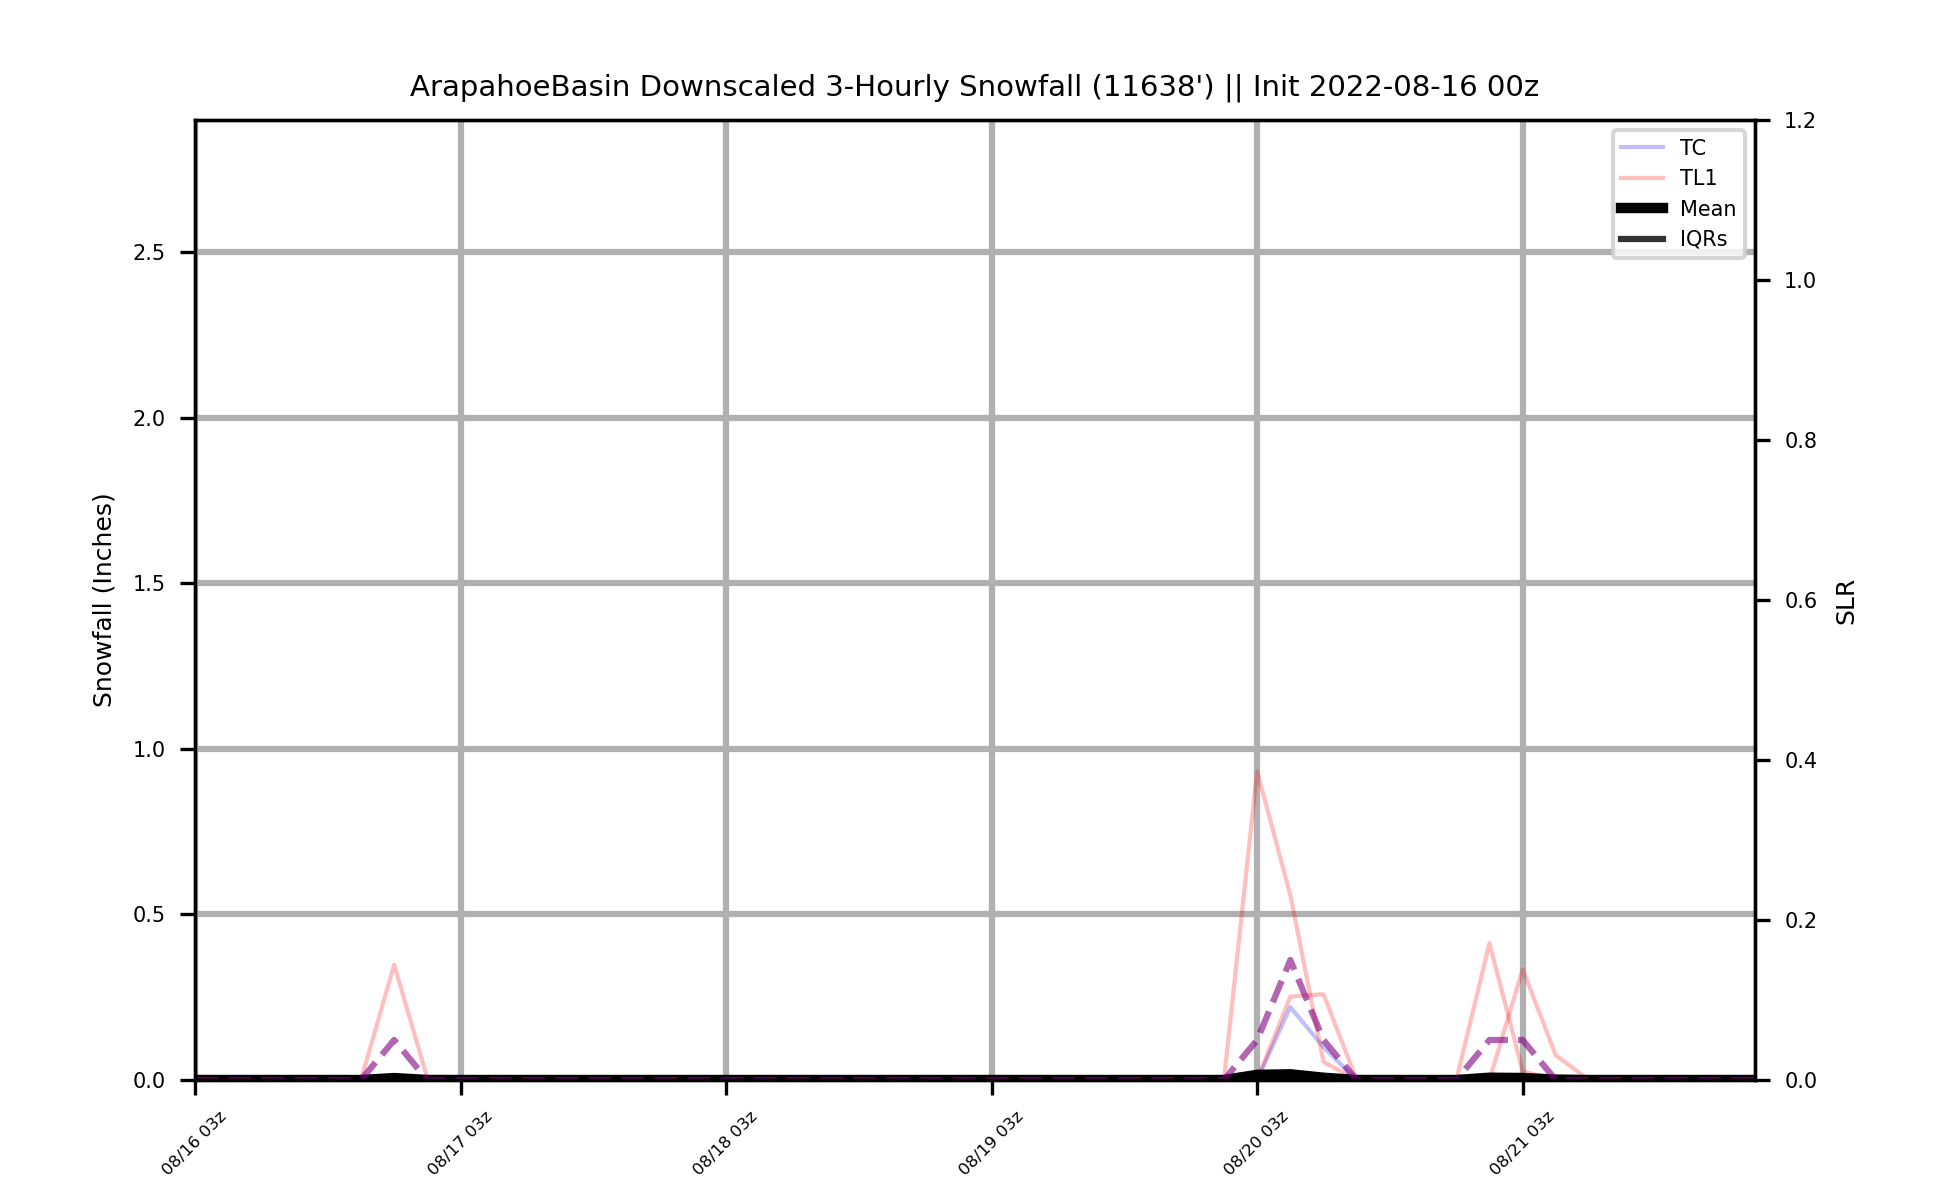 ArapahoeBasin Downscaled 3-Hourly Snowfall (11638') || Init 2022-08-16 00z
TC
TL1
Mean
IQRs
Snowfall (Inches)
2.5
2.0
1.5
1.0
0.5
0.0
1.2
1.0
0.8
0.6
0.4
0.2
0.0
SLR
08/16 03z
08/17 03z
08/18 03z
08/19 03z
08/20 03z
08/21 03z